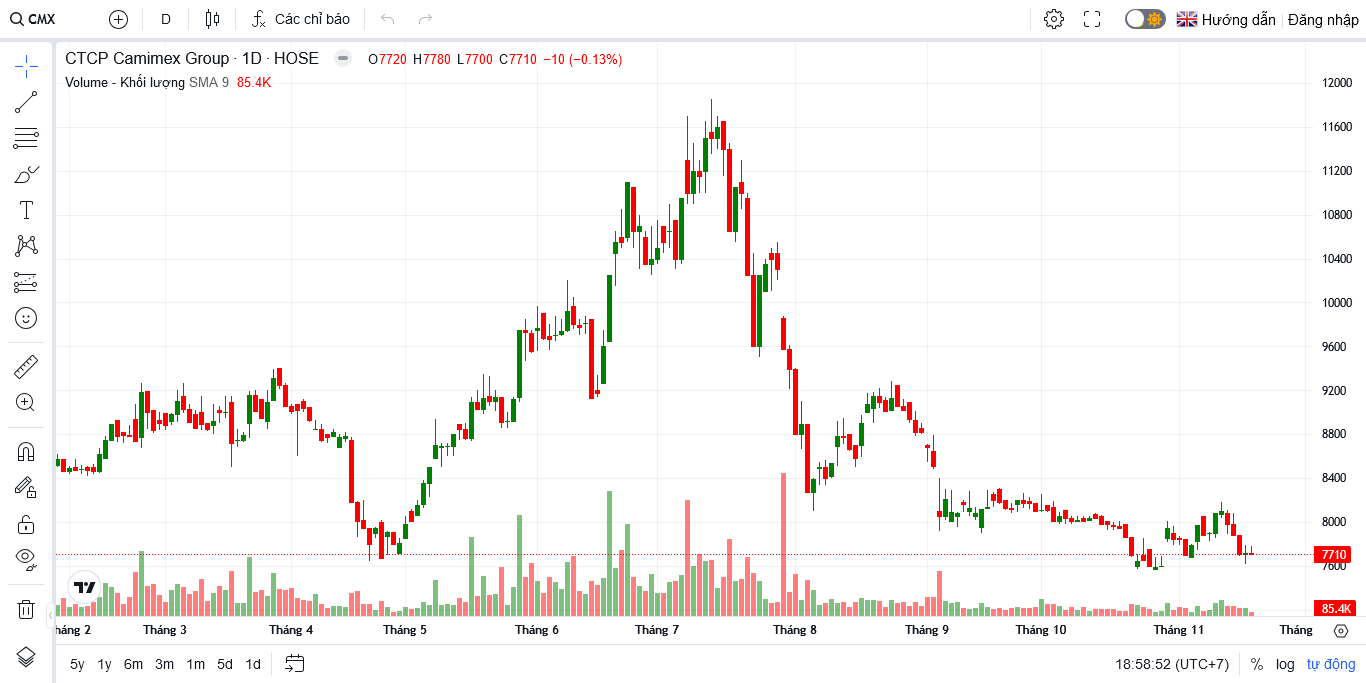 CMX
D
Các chỉ báo
Hướng dẫn
Đăng nhập
CTCP Camimex Group · 1D · HOSE O7720 H7780 L7700 C7710 −10 (−0.13%)
Volume - Khối lượng SMA 9 85.4K
12000
11600
11200
10800
10400
10000
9600
9200
8800
8400
8000
7710
7600
85.4K
háng 2 Tháng 3 Tháng 4 Tháng 5 Tháng 6 Tháng 7 Tháng 8 Tháng 9 Tháng 10 Tháng 11 Tháng
5y 1y 6m 3m 1m 5d 1d 18:58:52 (UTC+7) % log tự động